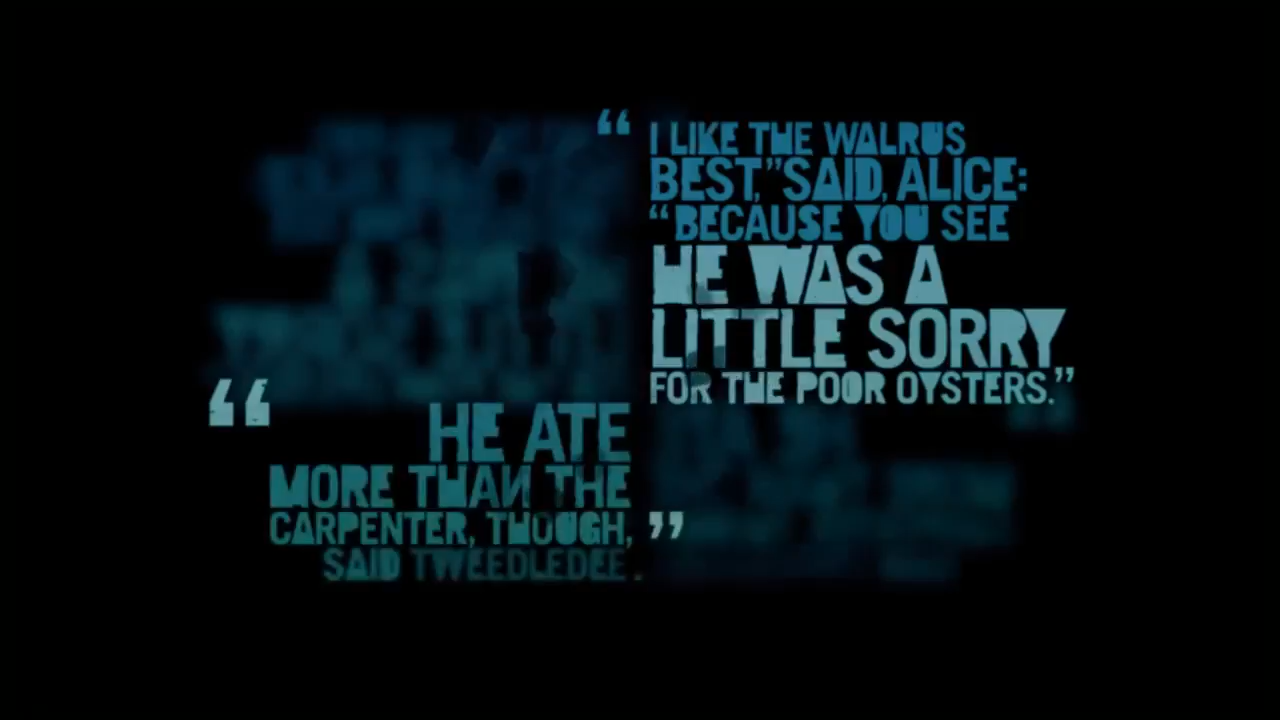 “ I LIKE THE WALRUS
BEST,”SAID, ALICE:
“BECAUSE YOU SEE
HE WAS A
LITTLE SORRY
FOR THE POOR OYSTERS.”
“ HE ATE
MORE THAN THE
CARPENTER, THOUGH, ”
SAID TWEEDLEDEE.